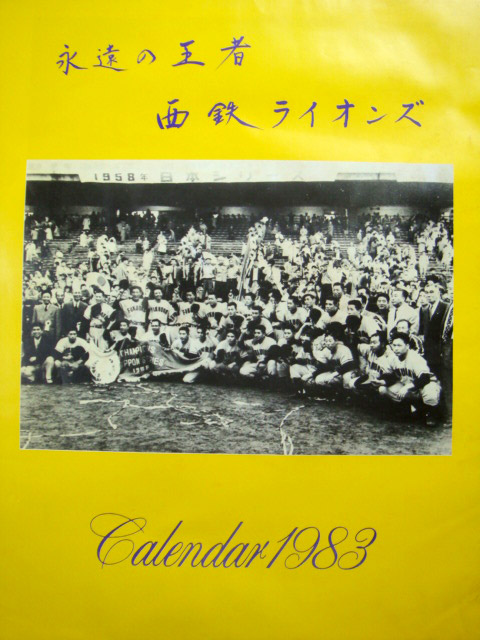 永遠の王者
西鉄ライオンズ
1958年 日本シリーズ
CHAMP
Calendar 1983